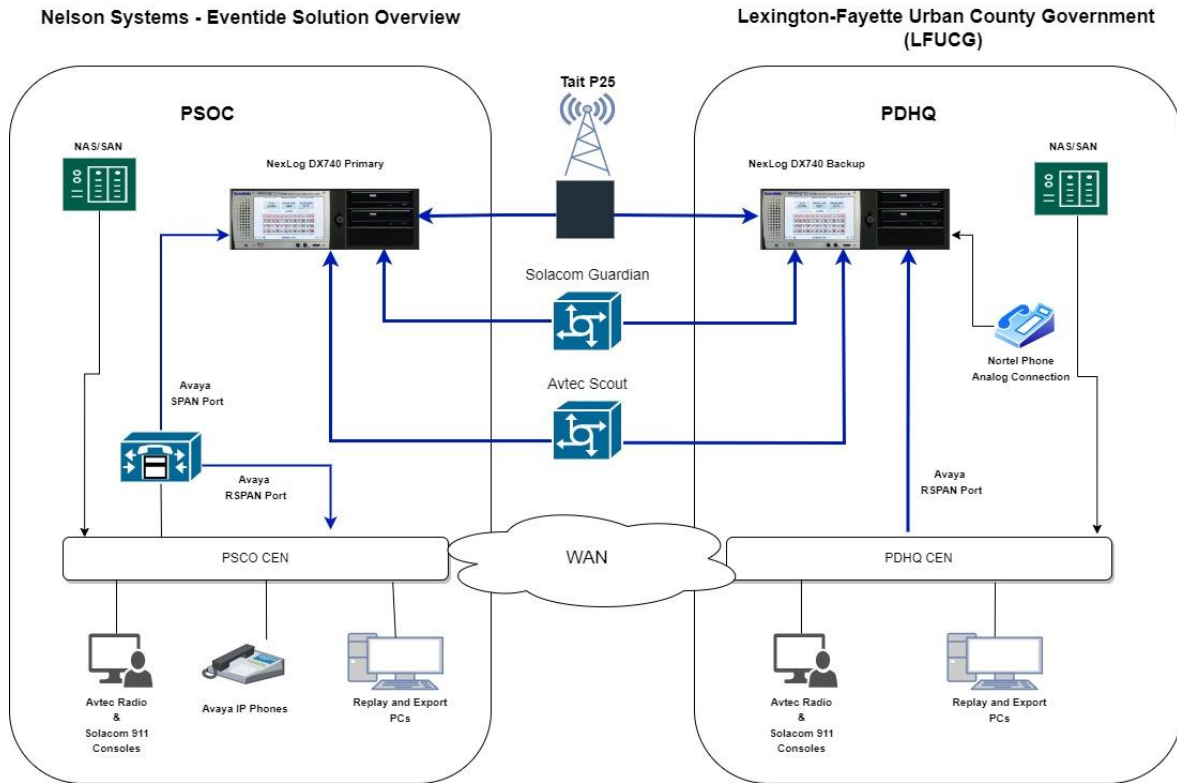 Nelson Systems - Eventide Solution Overview
Lexington-Fayette Urban County Government
(LFUCG)
PSOC
NAS/SAN
NexLog DX740 Primary
Tait P25
PDHQ
NexLog DX740 Backup
NAS/SAN
Solacom Guardian
Nortel Phone
Analog Connection
Avaya
SPAN Port
Avtec Scout
Avaya
RSPAN Port
Avaya
RSPAN Port
PSCO CEN
WAN
PDHQ CEN
Avtec Radio
&
Solacom 911
Consoles
Avaya IP Phones
Replay and Export
PCs
Avtec Radio
&
Solacom 911
Consoles
Replay and Export
PCs